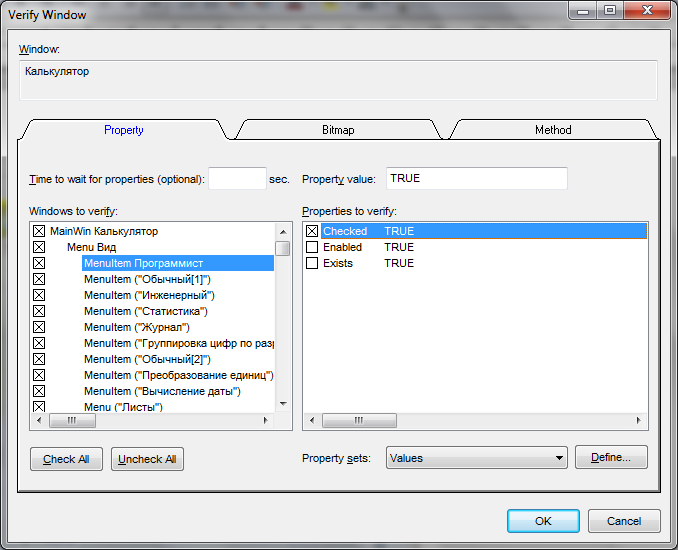 Verify Window
Window:
Калькулятор
Property
Bitmap
Method
Time to wait for properties (optional):
sec.
Property value:
TRUE
Windows to verify:
MainWin Калькулятор
Menu Вид
MenuItem Программист
MenuItem ("Обычный[1]")
MenuItem ("Инженерный")
MenuItem ("Статистика")
MenuItem ("Журнал")
MenuItem ("Группировка цифр по разр
MenuItem ("Обычный[2]")
MenuItem ("Преобразование единиц")
MenuItem ("Вычисление даты")
Menu ("Листы")
Properties to verify:
Checked TRUE
Enabled TRUE
Exists TRUE
Check All
Uncheck All
Property sets:
Values
Define...
OK
Cancel